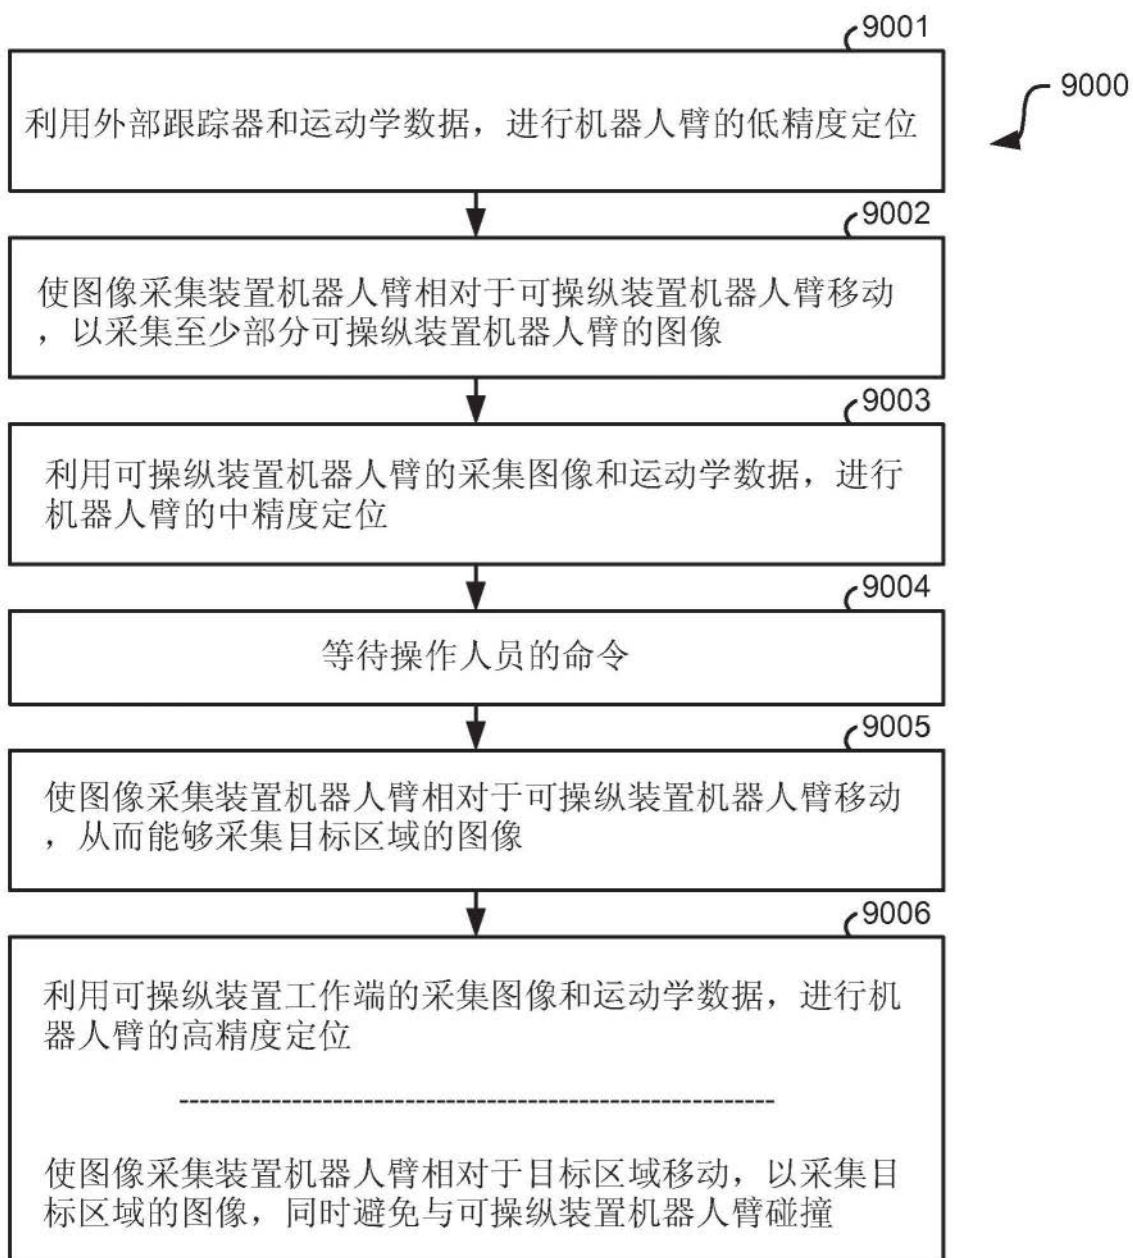 9001
9000
利用外部跟踪器和运动学数据，进行机器人臂的低精度定位
9002
使图像采集装置机器人臂相对于可操纵装置机器人臂移动
，以采集至少部分可操纵装置机器人臂的图像
9003
利用可操纵装置机器人臂的采集图像和运动学数据，进行
机器人臂的中精度定位
9004
等待操作人员的命令
9005
使图像采集装置机器人臂相对于可操纵装置机器人臂移动
，从而能够采集目标区域的图像
9006
利用可操纵装置工作端的采集图像和运动学数据，进行机
器人臂的高精度定位
使图像采集装置机器人臂相对于目标区域移动，以采集目
标区域的图像，同时避免与可操纵装置机器人臂碰撞